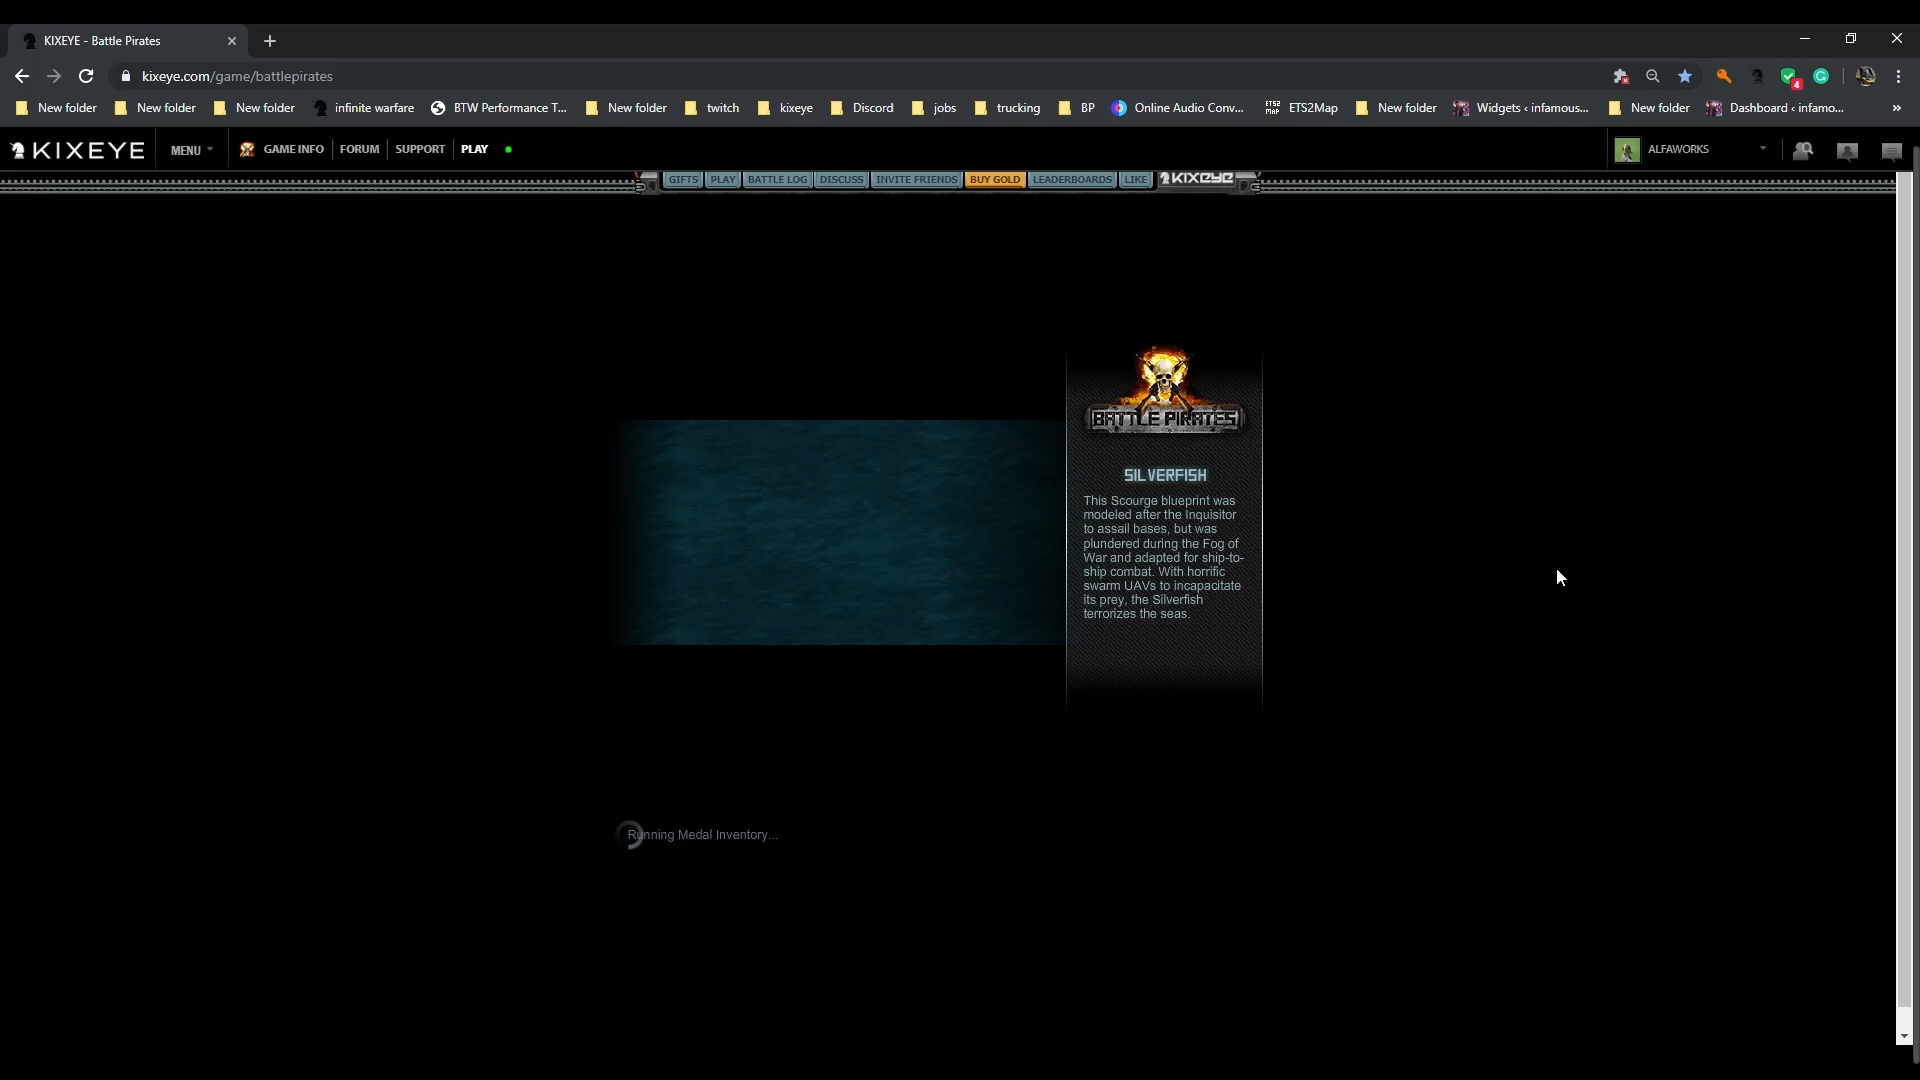 KIXEYE - Battle Pirates
kixeye.com/game/battlepirates
4
New folder New folder New folder infinite warfare BTW Performance T... New folder twitch kixeye Discord jobs trucking BP Online Audio Conv... ETS2 MAP ETS2Map New folder Widgets ‹ infamous... New folder Dashboard ‹ infamo... »
KIXEYE MENU GAME INFO FORUM SUPPORT PLAY ALFAWORKS
GIFTS PLAY BATTLE LOG DISCUSS INVITE FRIENDS BUY GOLD LEADERBOARDS LIKE KIXEYE
BATTLE PIRATES
SILVERFISH
This Scourge blueprint was
modeled after the Inquisitor
to assail bases, but was
plundered during the Fog of
War and adapted for ship-to-
ship combat. With horrific
swarm UAVs to incapacitate
its prey, the Silverfish
terrorizes the seas.
Running Medal Inventory...